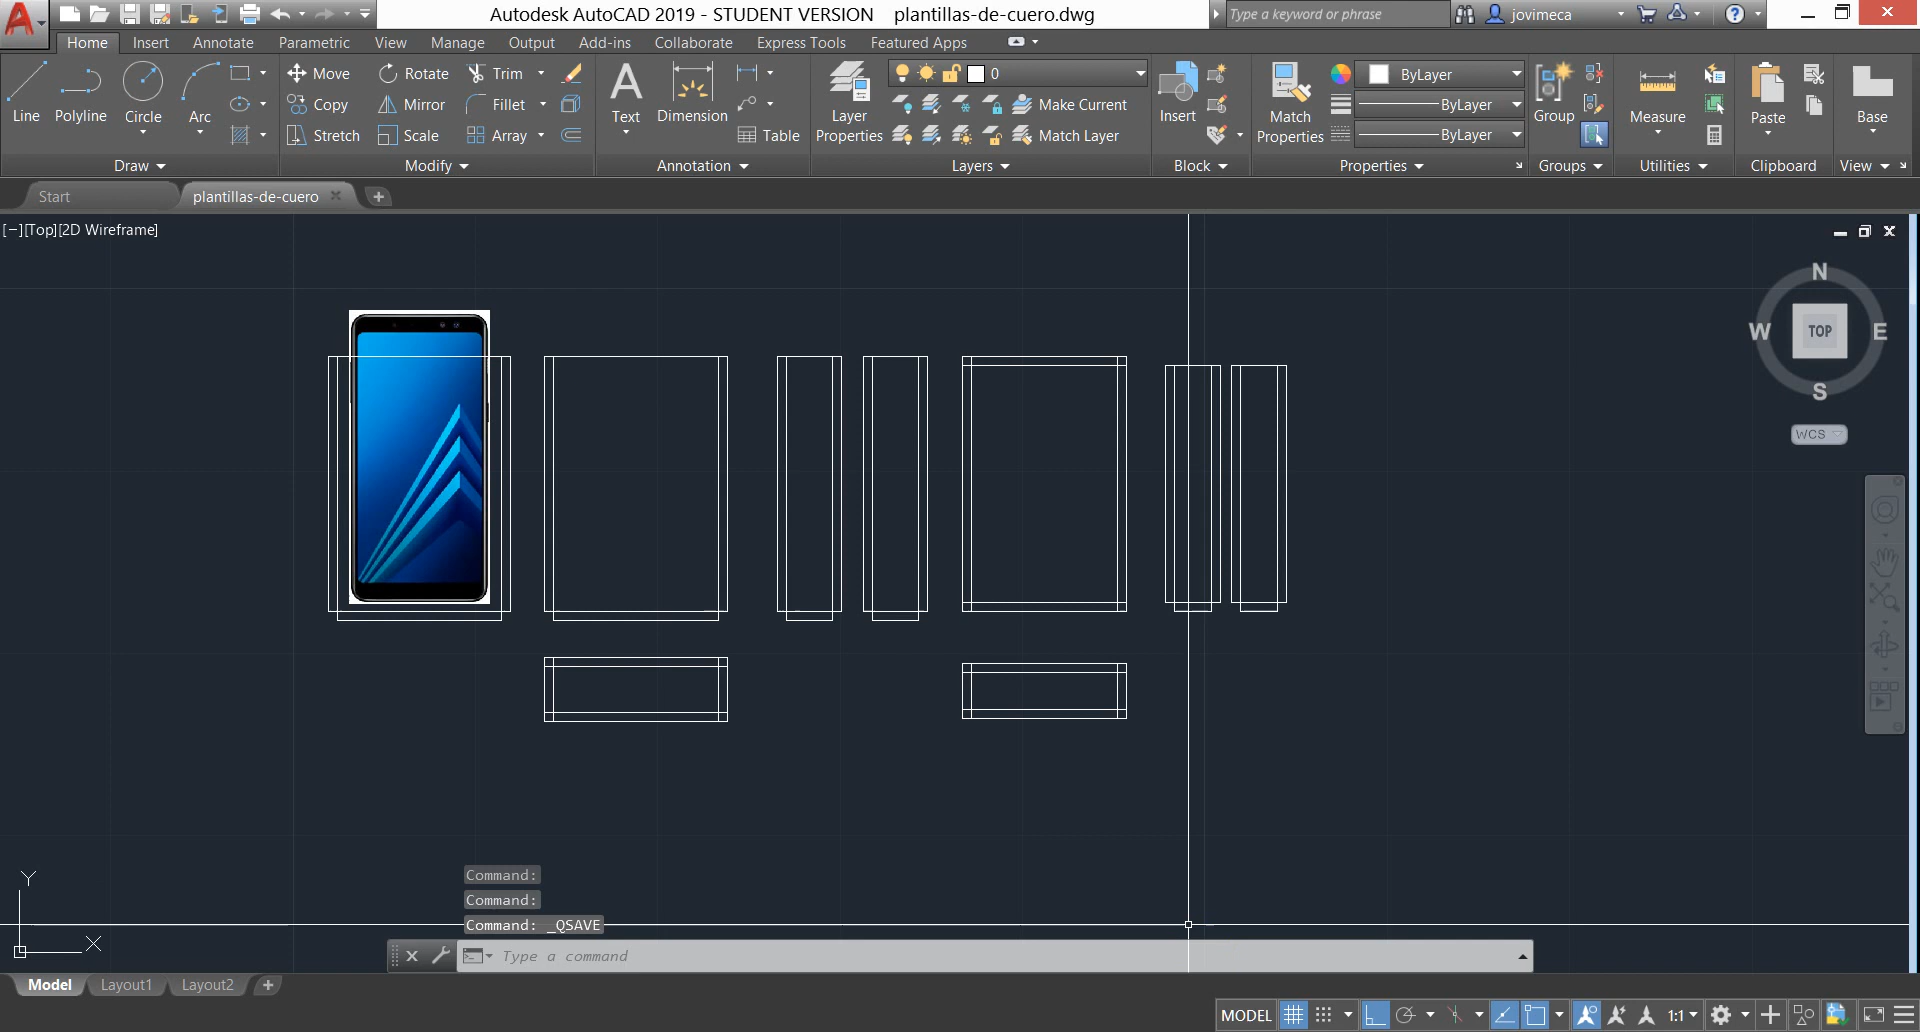 Autodesk AutoCAD 2019 - STUDENT VERSION plantillas-de-cuero.dwg
Type a keyword or phrase
jovimeca
Home Insert Annotate Parametric View Manage Output Add-ins Collaborate Express Tools Featured Apps
Line Polyline Circle Arc
Move Rotate Trim
Copy Mirror Fillet
Stretch Scale Array
Text Dimension Table
Layer Properties
0
Make Current
Match Layer
Insert
Match Properties
ByLayer
ByLayer
ByLayer
Group
Measure
Paste
Base
Draw Modify Annotation Layers Block Properties Groups Utilities Clipboard View
Start plantillas-de-cuero
[−][Top][2D Wireframe]
N
W TOP E
S
WCS
Y
X
Command:
Command:
Command: _QSAVE
Type a command
Model Layout1 Layout2
MODEL 1:1